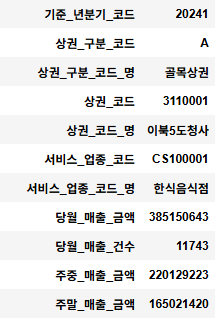 기준_년분기_코드 20241
상권_구분_코드 A
상권_구분_코드_명 골목상권
상권_코드 3110001
상권_코드_명 이북5도청사
서비스_업종_코드 CS100001
서비스_업종_코드_명 한식음식점
당월_매출_금액 385150643
당월_매출_건수 11743
주중_매출_금액 220129223
주말_매출_금액 165021420